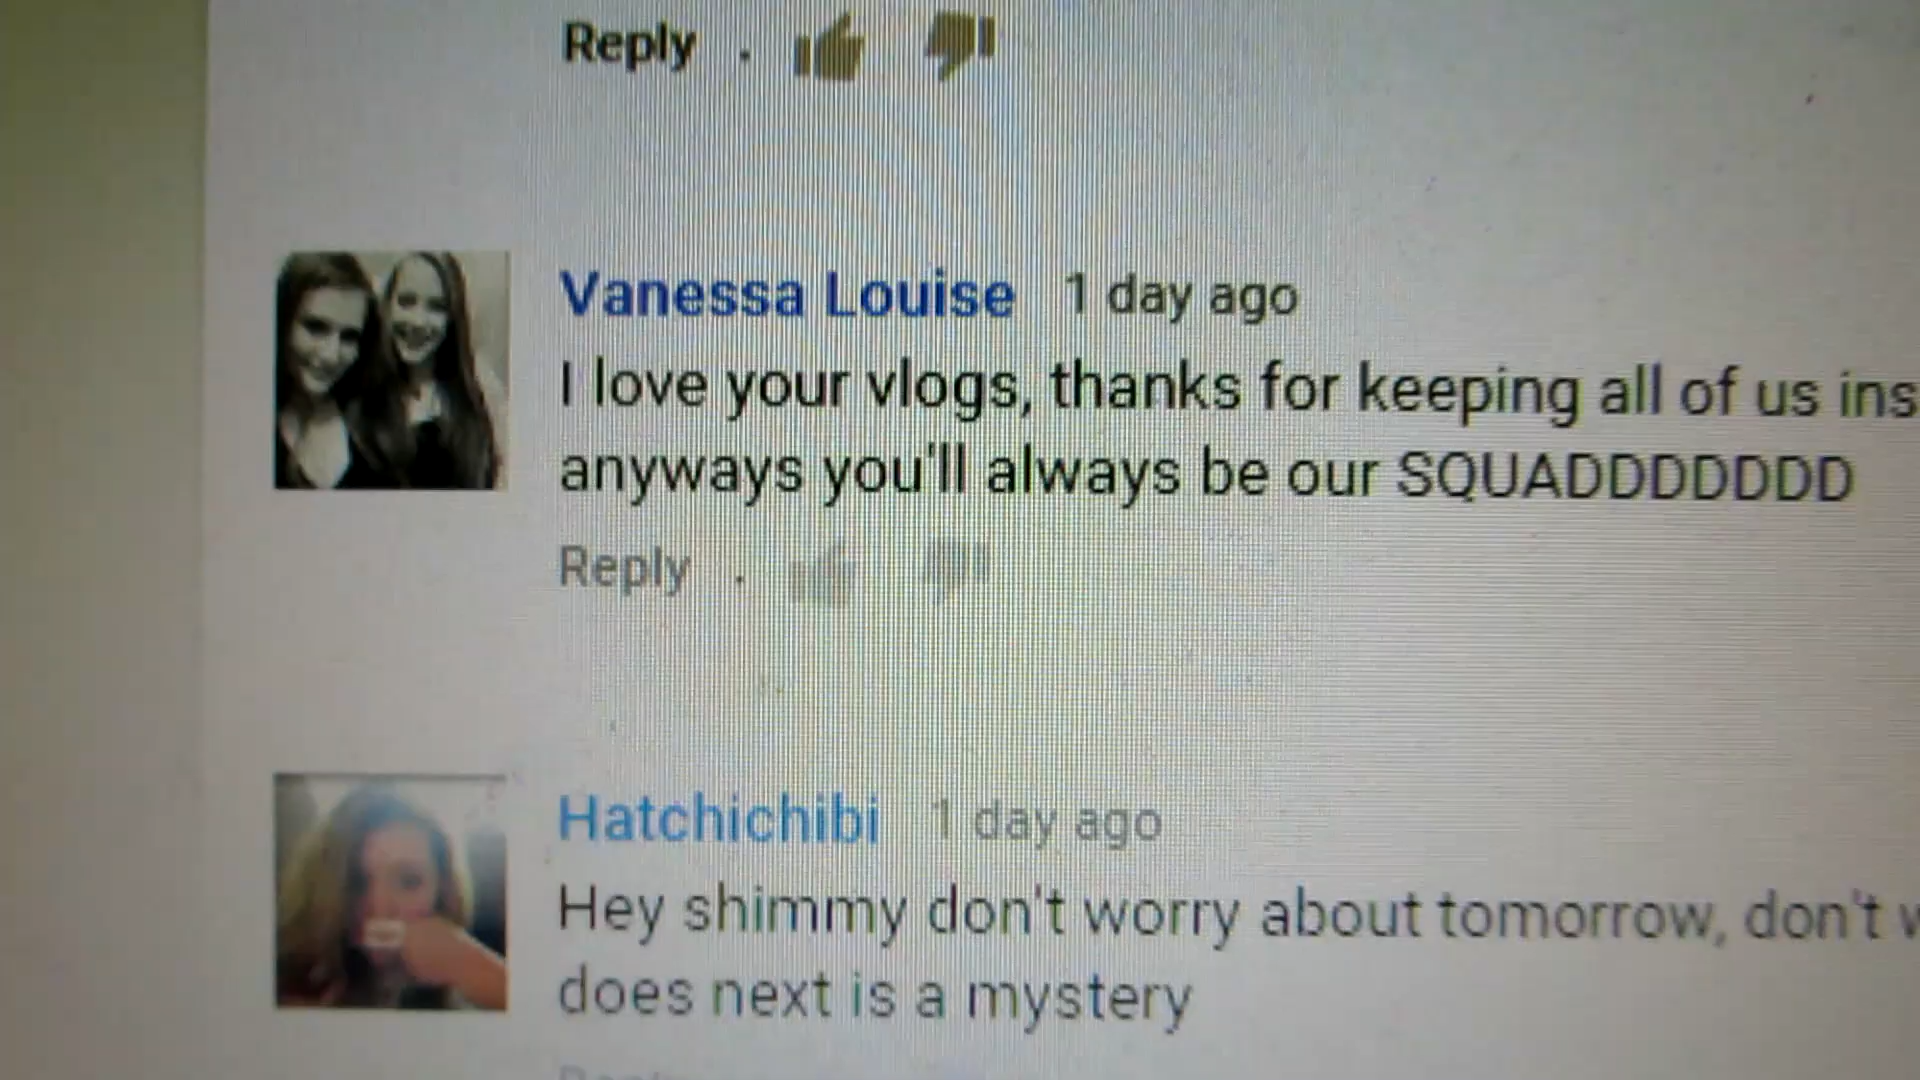 Reply .
Vanessa Louise 1 day ago
I love your vlogs, thanks for keeping all of us
anyways you'll always be our SQUADDDDDDD
Reply .
Hatchichibi 1 day ago
Hey shimmy don't worry about tomorrow, don't
does next is a mystery